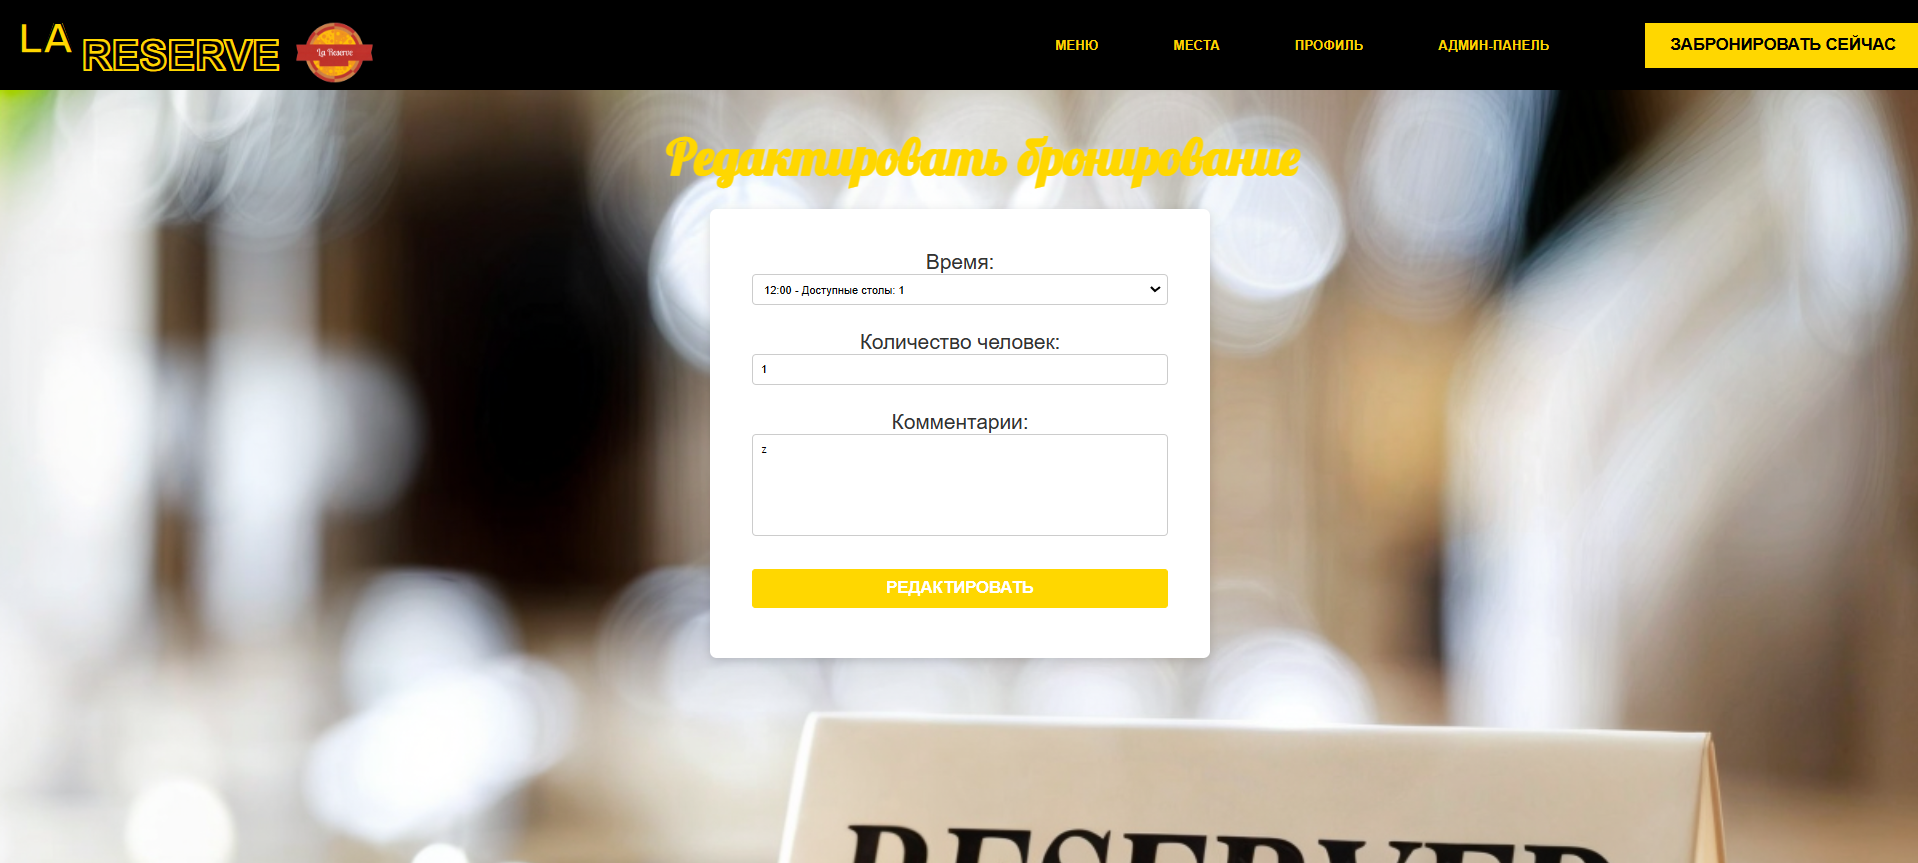 LA RESERVE
La Reserve
МЕНЮ
МЕСТА
ПРОФИЛЬ
АДМИН-ПАНЕЛЬ
ЗАБРОНИРОВАТЬ СЕЙЧАС
Редактировать бронирование
Время:
12:00 - Доступные столы: 1
Количество человек:
1
Комментарии:
z
РЕДАКТИРОВАТЬ
RESERVED